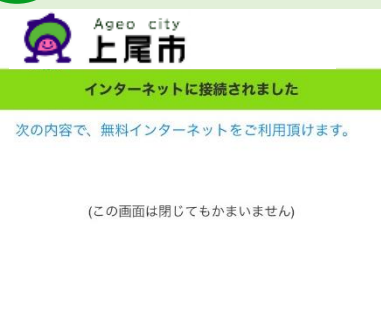 Ageo city
上尾市
インターネットに接続されました
次の内容で、無料インターネットをご利用頂けます。
(この画面は閉じてもかまいません)